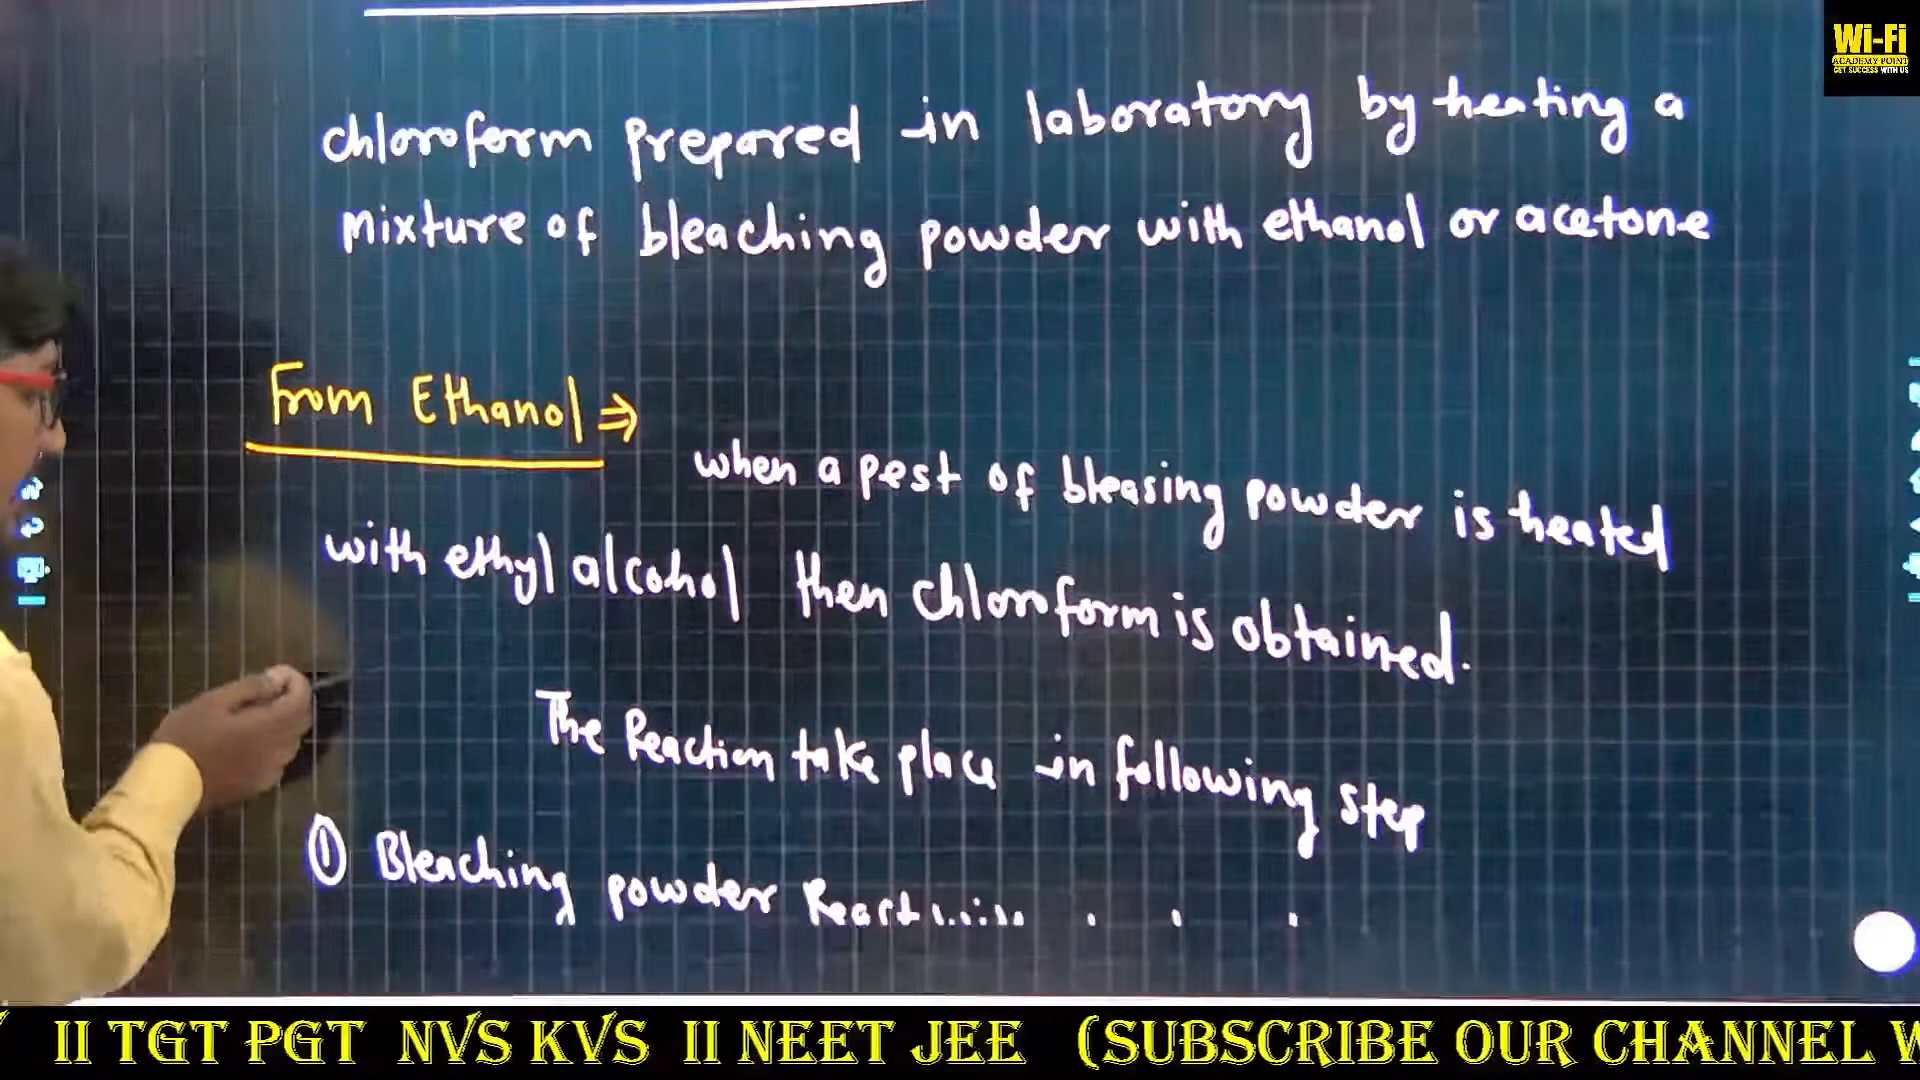 Wi-Fi
ACADEMY POINT
GET SUCCESS WITH US
chloroform prepared in laboratory by heating a
mixture of bleaching powder with ethanol or acetone
From Ethanol ⇒
when a pest of bleasing powder is heated
with ethyl alcohol then chloroform is obtained.
The Reaction take place in following step
① Bleaching powder React...... . . .
II TGT PGT NVS KVS II NEET JEE (SUBSCRIBE OUR CHANNEL W